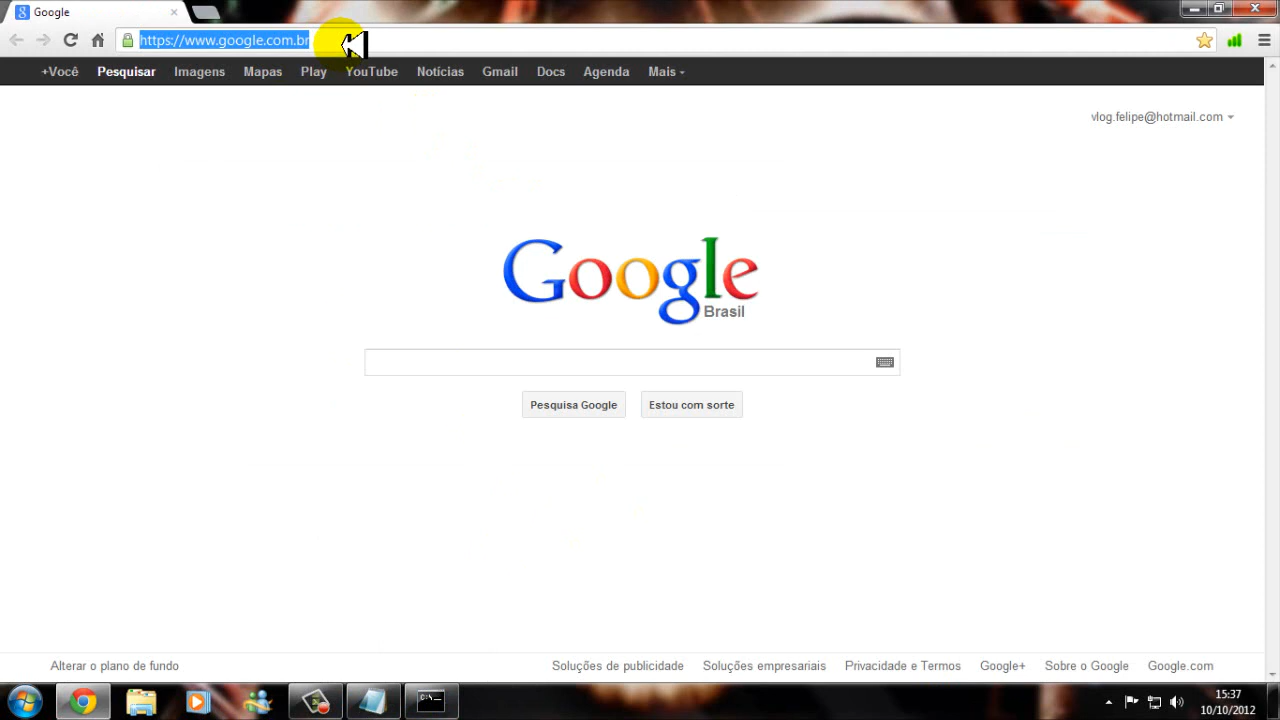 Google
https://www.google.com.br
+Você Pesquisar Imagens Mapas Play YouTube Notícias Gmail Docs Agenda Mais
vlog.felipe@hotmail.com
Google
Brasil
Pesquisa Google Estou com sorte
Alterar o plano de fundo Soluções de publicidade Soluções empresariais Privacidade e Termos Google+ Sobre o Google Google.com
15:37
10/10/2012